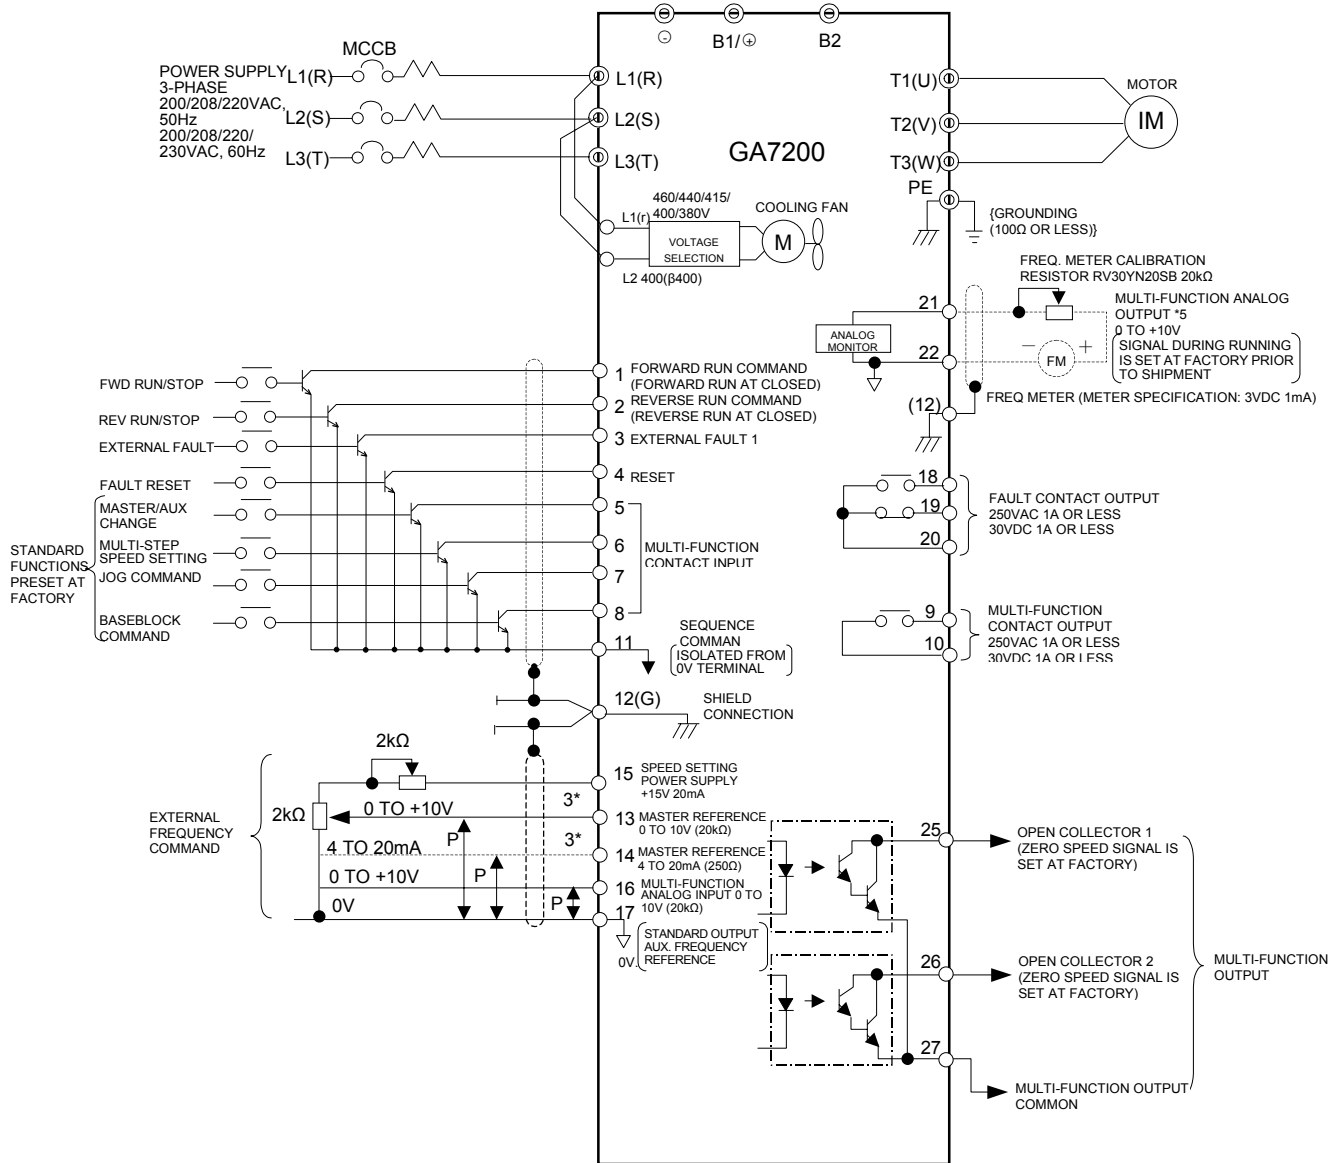 ⊖
B1/⊕
B2
MCCB
POWER SUPPLY
3-PHASE
200/208/220VAC,
50Hz
200/208/220/
230VAC, 60Hz
L1(R)
L2(S)
L3(T)
L1(R)
L2(S)
L3(T)
GA7200
T1(U)
T2(V)
T3(W)
PE
MOTOR
IM
{GROUNDING
(100Ω OR LESS)}
460/440/415/
400/380V
L1(r)
VOLTAGE
SELECTION
L2 400(β400)
COOLING FAN
M
FREQ. METER CALIBRATION
RESISTOR RV30YN20SB 20kΩ
21
22
(12)
ANALOG
MONITOR
FM
−
+
MULTI-FUNCTION ANALOG
OUTPUT *5
0 TO +10V
SIGNAL DURING RUNNING
IS SET AT FACTORY PRIOR
TO SHIPMENT
FREQ METER (METER SPECIFICATION: 3VDC 1mA)
FWD RUN/STOP
REV RUN/STOP
EXTERNAL FAULT
FAULT RESET
MASTER/AUX
CHANGE
MULTI-STEP
SPEED SETTING
JOG COMMAND
BASEBLOCK
COMMAND
STANDARD
FUNCTIONS
PRESET AT
FACTORY
1 FORWARD RUN COMMAND
(FORWARD RUN AT CLOSED)
2 REVERSE RUN COMMAND
(REVERSE RUN AT CLOSED)
3 EXTERNAL FAULT 1
4 RESET
5
6
7
8
MULTI-FUNCTION
CONTACT INPUT
11
SEQUENCE
COMMAN
ISOLATED FROM
0V TERMINAL
12(G)
SHIELD
CONNECTION
18
19
20
FAULT CONTACT OUTPUT
250VAC 1A OR LESS
30VDC 1A OR LESS
9
10
MULTI-FUNCTION
CONTACT OUTPUT
250VAC 1A OR LESS
30VDC 1A OR LESS
EXTERNAL
FREQUENCY
COMMAND
2kΩ
2kΩ
0 TO +10V
4 TO 20mA
0 TO +10V
0V
P
P
P
3*
3*
15 SPEED SETTING
POWER SUPPLY
+15V 20mA
13 MASTER REFERENCE
0 TO 10V (20kΩ)
14 MASTER REFERENCE
4 TO 20mA (250Ω)
16 MULTI-FUNCTION
ANALOG INPUT 0 TO
10V (20kΩ)
17
0V.
STANDARD OUTPUT
AUX. FREQUENCY
REFERENCE
25
26
27
OPEN COLLECTOR 1
(ZERO SPEED SIGNAL IS
SET AT FACTORY)
OPEN COLLECTOR 2
(ZERO SPEED SIGNAL IS
SET AT FACTORY)
MULTI-FUNCTION
OUTPUT
MULTI-FUNCTION OUTPUT
COMMON